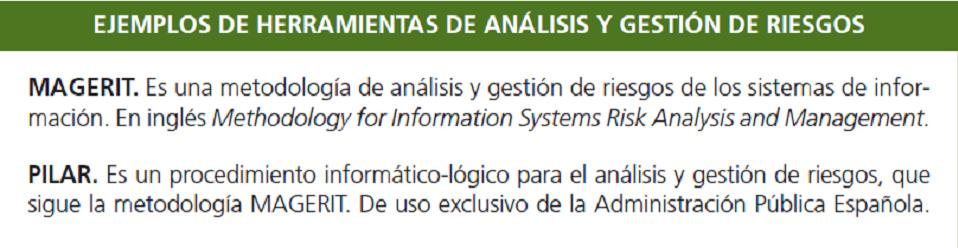 EJEMPLOS DE HERRAMIENTAS DE ANÁLISIS Y GESTIÓN DE RIESGOS
MAGERIT. Es una metodología de análisis y gestión de riesgos de los sistemas de infor-
mación. En inglés Methodology for Information Systems Risk Analysis and Management.
PILAR. Es un procedimiento informático-lógico para el análisis y gestión de riesgos, que
sigue la metodología MAGERIT. De uso exclusivo de la Administración Pública Española.